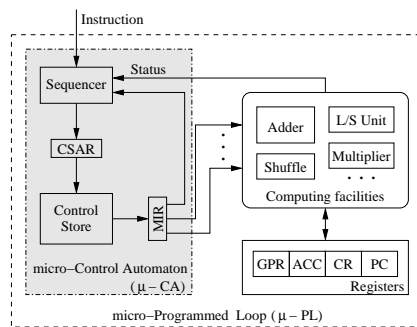 Instruction
Status
Sequencer
CSAR
Control
Store
MIR
micro–Control Automaton
(μ – CA)
Adder
L/S Unit
Shuffle
Multiplier
Computing facilities
GPR ACC CR PC
Registers
micro–Programmed Loop (μ – PL)